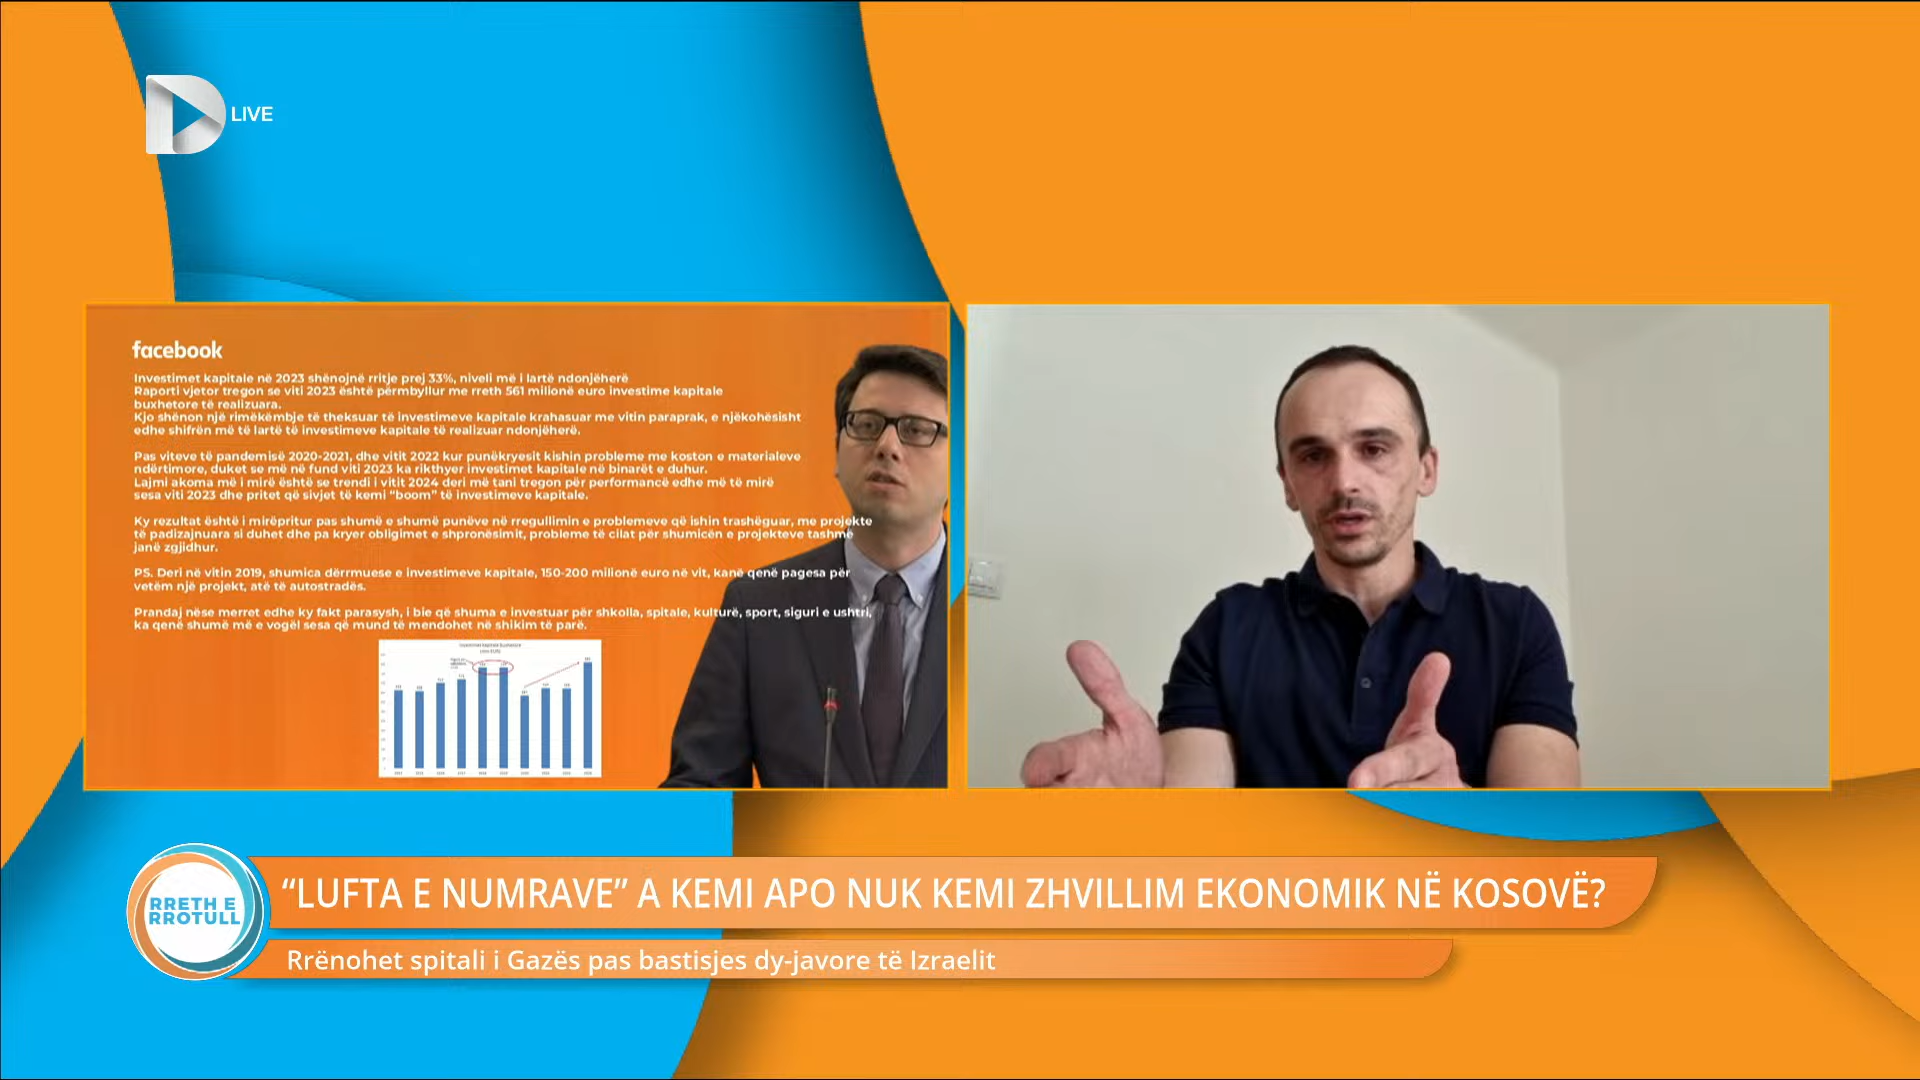 LIVE
facebook
Investimet kapitale në 2023 shënojnë rritje prej 33%, niveli më i lartë ndonjëherë
Raporti vjetor tregon se viti 2023 është përmbyllur me rreth 561 milionë euro investime kapitale
buxhetore të realizuara.
Kjo shënon një rimëkëmbje të theksuar të investimeve kapitale krahasuar me vitin paraprak, e njëkohësisht
edhe shifrën më të lartë të investimeve kapitale të realizuar ndonjëherë.
Pas viteve të pandemisë 2020-2021, dhe vitit 2022 kur punëkryesit kishin probleme me koston e materialeve
ndërtimore, duket se më në fund viti 2023 ka rikthyer investimet kapitale në binarët e duhur.
Lajmi akoma më i mirë është se trendi i vitit 2024 deri më tani tregon për performancë edhe më të mirë
sesa viti 2023 dhe pritet që sivjet të kemi “boom” të investimeve kapitale.
Ky rezultat është i mirëpritur pas shumë e shumë punëve në rregullimin e problemeve që ishin trashëguar, me projekte
të padizajnuara si duhet dhe pa kryer obligimet e shpronësimit, probleme të cilat për shumicën e projekteve tashmë
janë zgjidhur.
PS. Deri në vitin 2019, shumica dërrmuese e investimeve kapitale, 150-200 milionë euro në vit, kanë qenë pagesa për
vetëm një projekt, atë të autostradës.
Prandaj nëse merret edhe ky fakt parasysh, i bie që shuma e investuar për shkolla, spitale, kulturë, sport, siguri e ushtri,
ka qenë shumë më e vogël sesa që mund të mendohet në shikim të parë.
RRETH E
RROTULL
“LUFTA E NUMRAVE” A KEMI APO NUK KEMI ZHVILLIM EKONOMIK NË KOSOVË?
Rrënohet spitali i Gazës pas bastisjes dy-javore të Izraelit